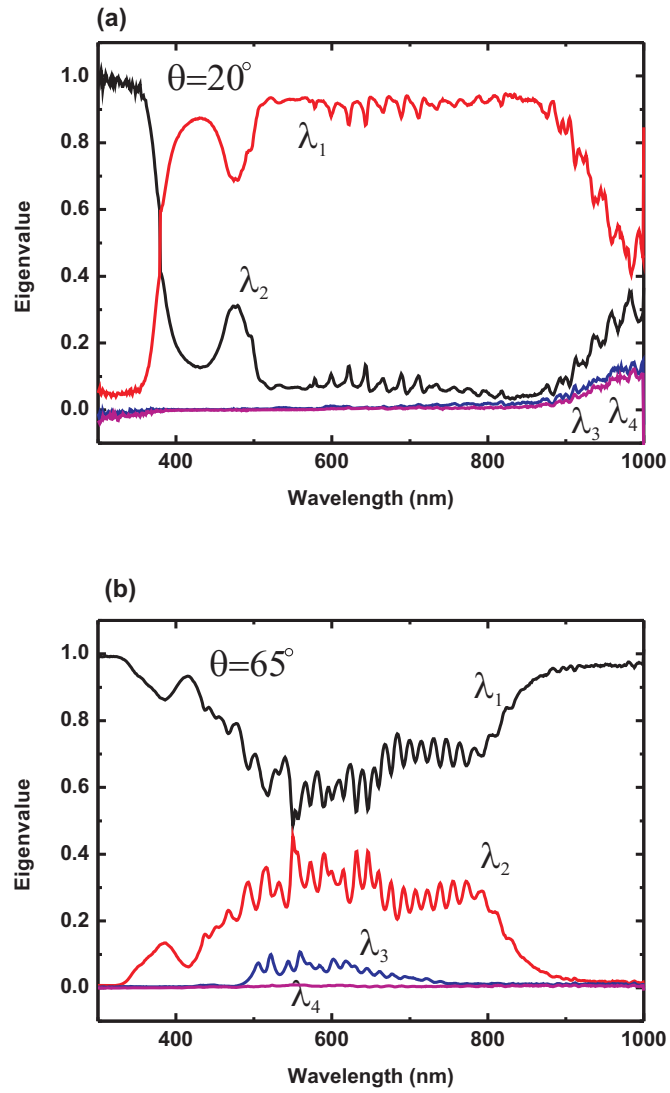 (a)
θ=20°
Eigenvalue
1.0
0.8
0.6
0.4
0.2
0.0
λ1
λ2
λ3
λ4
400
600
800
1000
Wavelength (nm)
(b)
θ=65°
Eigenvalue
1.0
0.8
0.6
0.4
0.2
0.0
λ1
λ2
λ3
λ4
400
600
800
1000
Wavelength (nm)